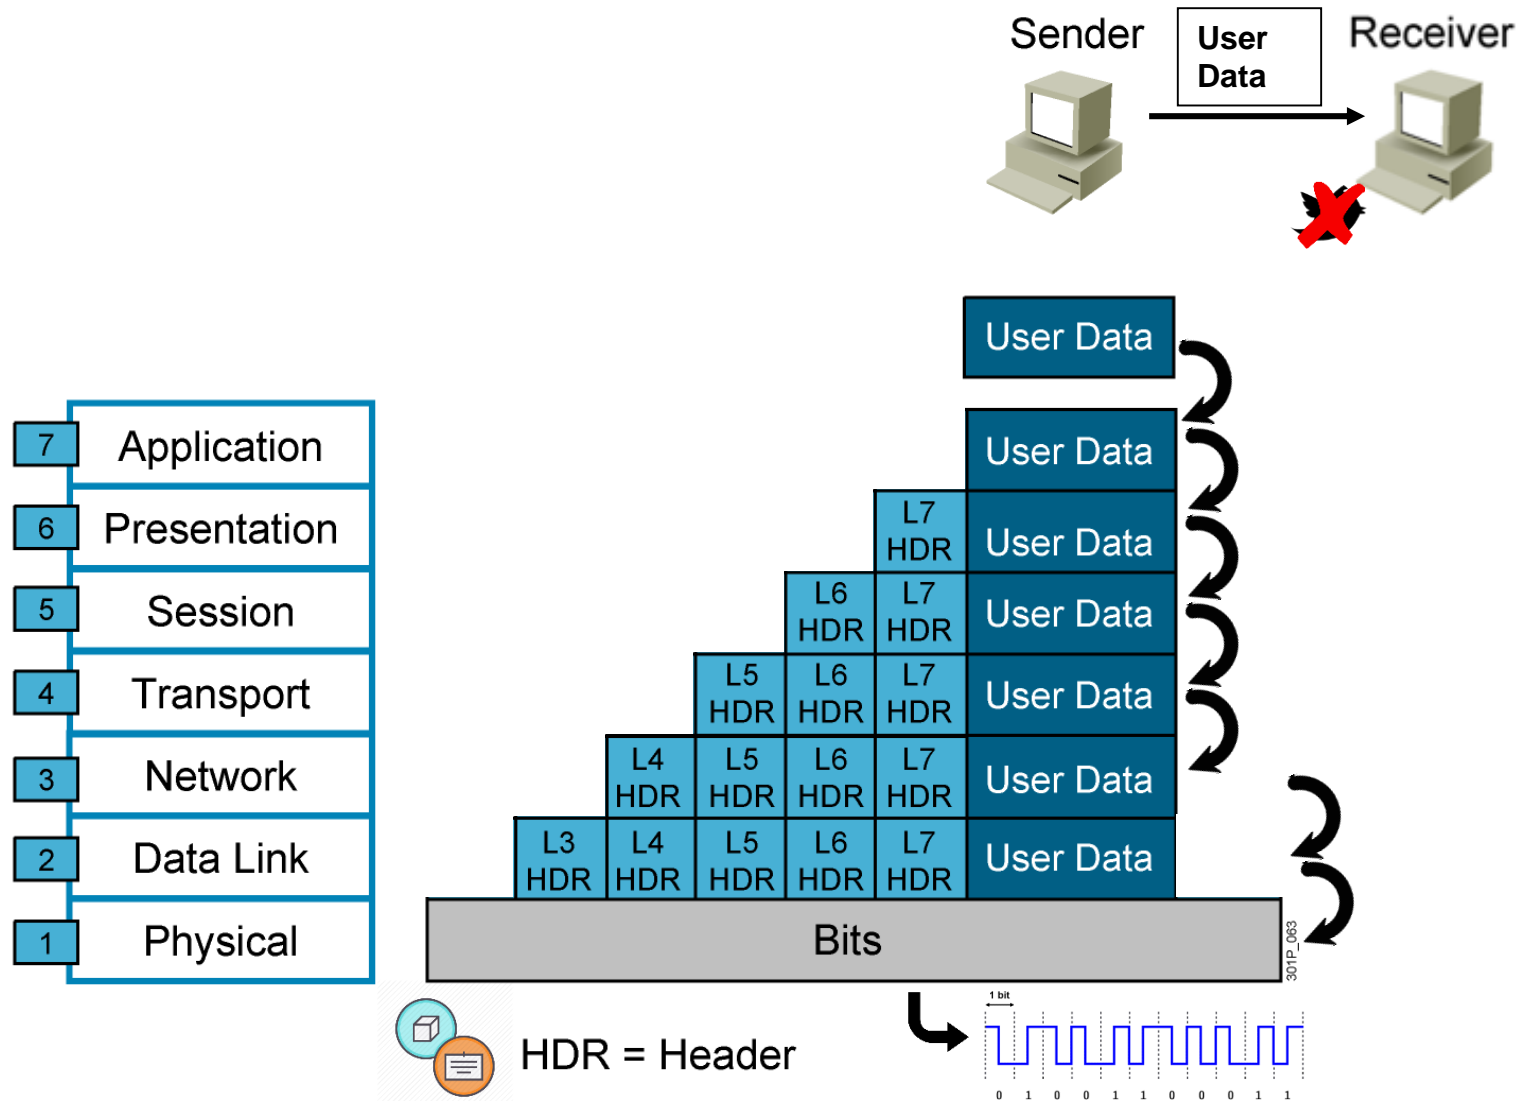 Sender
User
Data
Receiver
User Data
7 Application
User Data
6 Presentation
L7
HDR
User Data
5 Session
L6
HDR
L7
HDR
User Data
4 Transport
L5
HDR
L6
HDR
L7
HDR
User Data
3 Network
L4
HDR
L5
HDR
L6
HDR
L7
HDR
User Data
2 Data Link
L3
HDR
L4
HDR
L5
HDR
L6
HDR
L7
HDR
User Data
1 Physical
Bits
301P_063
HDR = Header
1 bit
0 1 0 0 1 1 0 0 0 1 1